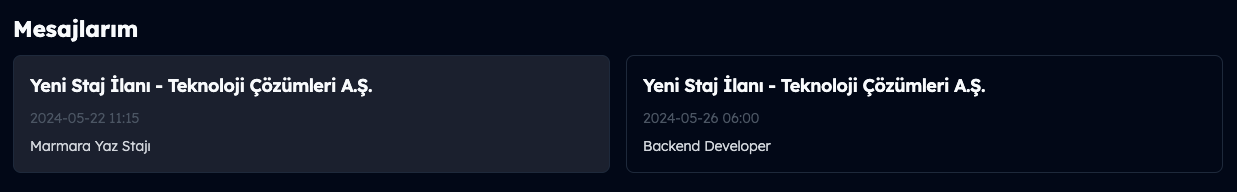 Mesajlarım
Yeni Staj İlanı - Teknoloji Çözümleri A.Ş.
2024-05-22 11:15
Marmara Yaz Stajı
Yeni Staj İlanı - Teknoloji Çözümleri A.Ş.
2024-05-26 06:00
Backend Developer